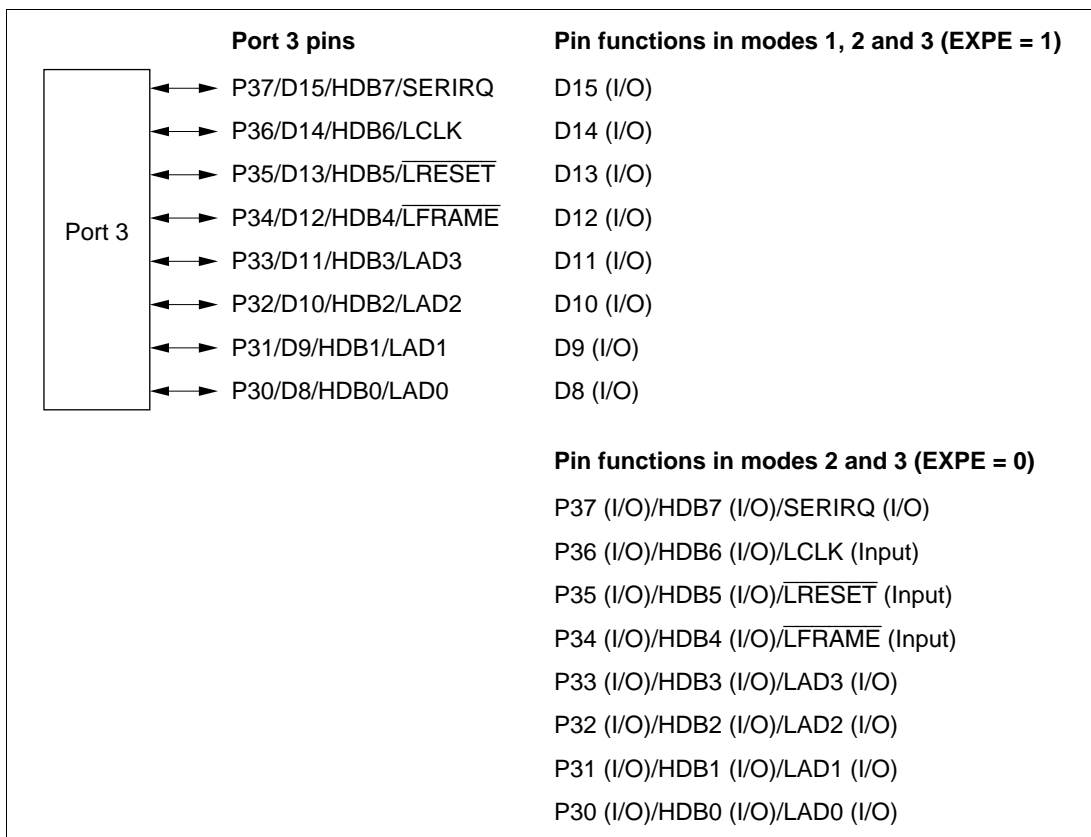 Port 3 pins Pin functions in modes 1, 2 and 3 (EXPE = 1)
P37/D15/HDB7/SERIRQ D15 (I/O)
P36/D14/HDB6/LCLK D14 (I/O)
P35/D13/HDB5/L̅R̅E̅S̅E̅T̅ D13 (I/O)
P34/D12/HDB4/L̅F̅R̅A̅M̅E̅ D12 (I/O)
Port 3
P33/D11/HDB3/LAD3 D11 (I/O)
P32/D10/HDB2/LAD2 D10 (I/O)
P31/D9/HDB1/LAD1 D9 (I/O)
P30/D8/HDB0/LAD0 D8 (I/O)
Pin functions in modes 2 and 3 (EXPE = 0)
P37 (I/O)/HDB7 (I/O)/SERIRQ (I/O)
P36 (I/O)/HDB6 (I/O)/LCLK (Input)
P35 (I/O)/HDB5 (I/O)/L̅R̅E̅S̅E̅T̅ (Input)
P34 (I/O)/HDB4 (I/O)/L̅F̅R̅A̅M̅E̅ (Input)
P33 (I/O)/HDB3 (I/O)/LAD3 (I/O)
P32 (I/O)/HDB2 (I/O)/LAD2 (I/O)
P31 (I/O)/HDB1 (I/O)/LAD1 (I/O)
P30 (I/O)/HDB0 (I/O)/LAD0 (I/O)